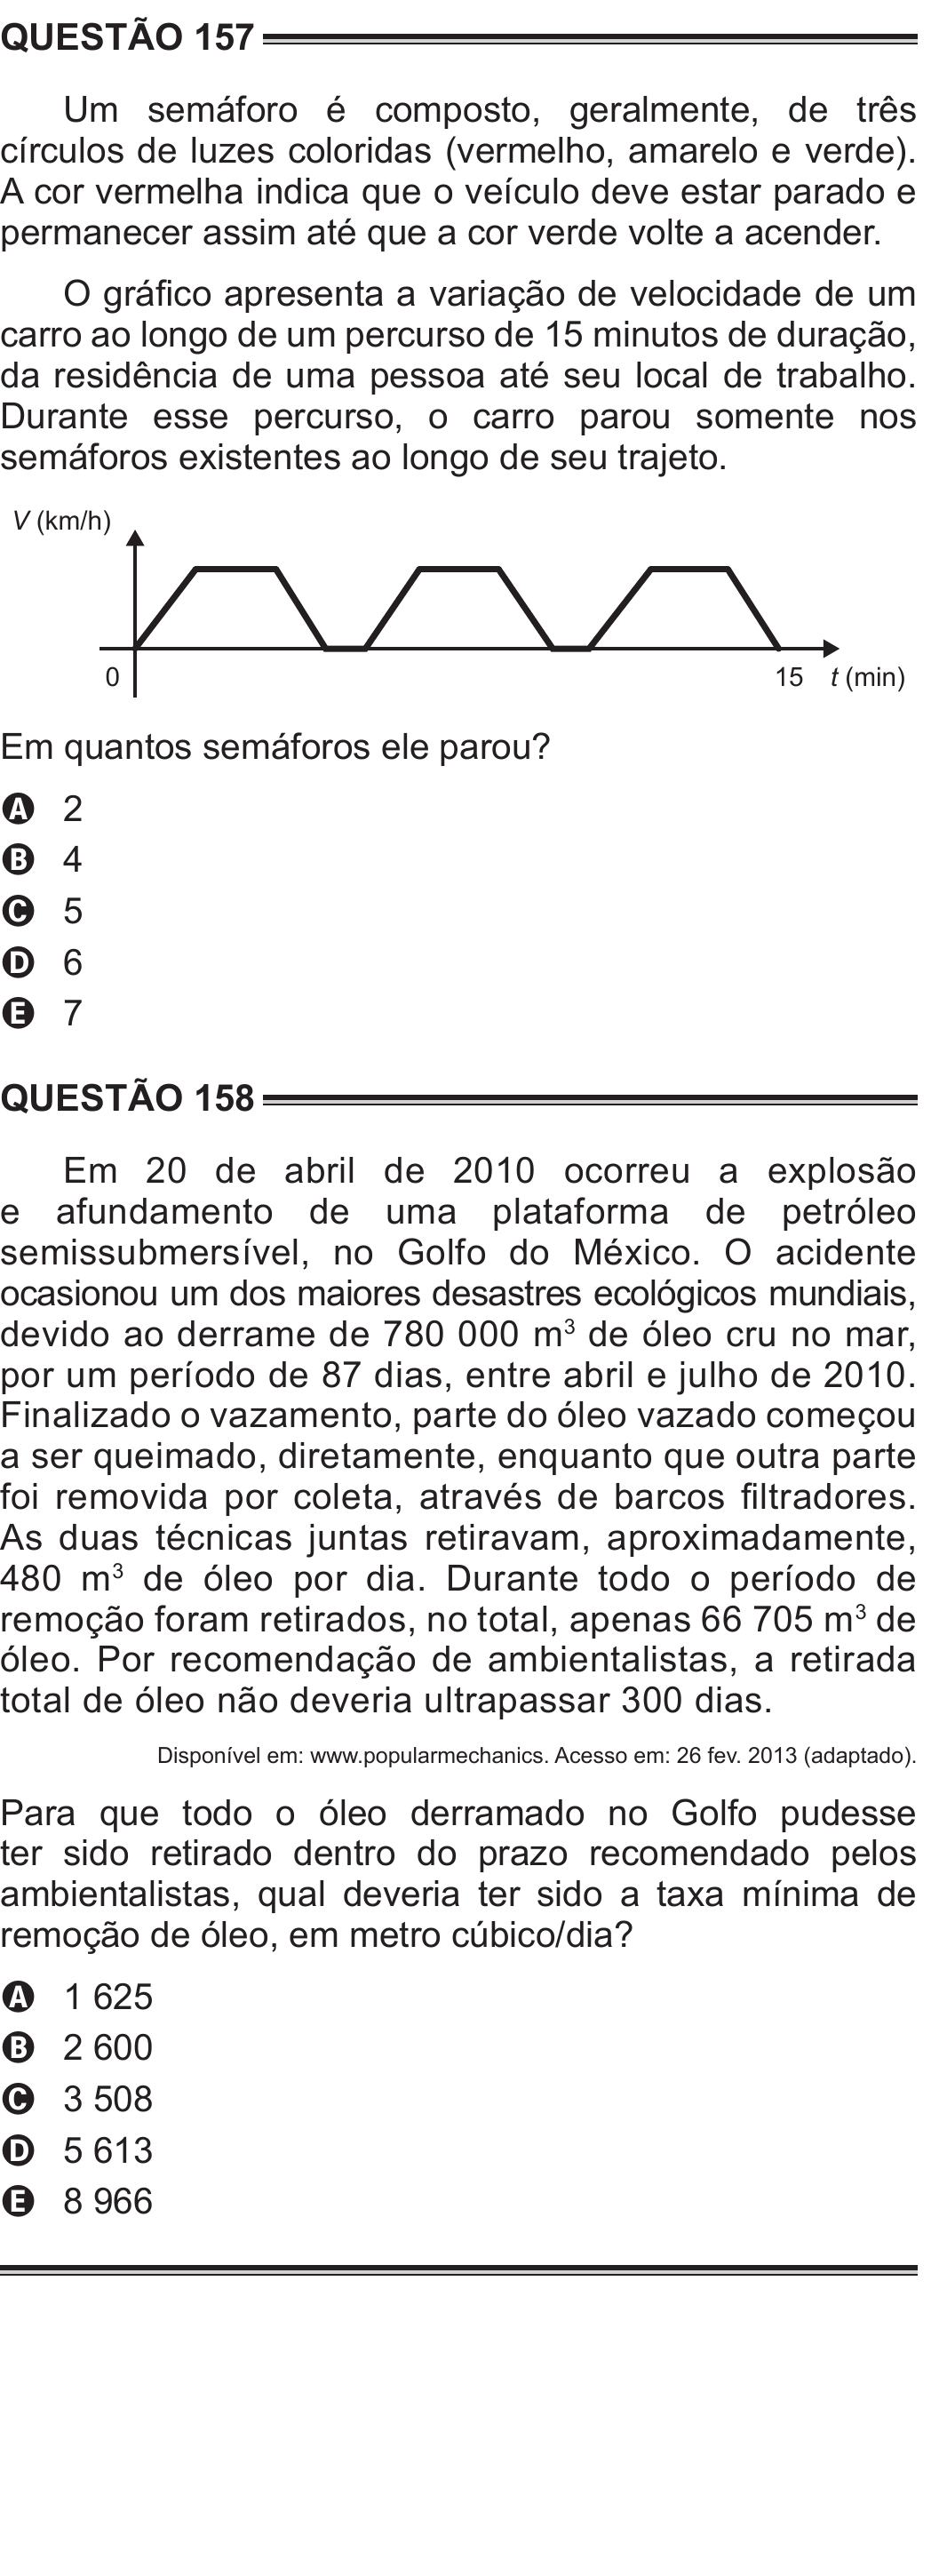 QUESTÃO 157
Um semáforo é composto, geralmente, de três
círculos de luzes coloridas (vermelho, amarelo e verde).
A cor vermelha indica que o veículo deve estar parado e
permanecer assim até que a cor verde volte a acender.
O gráfico apresenta a variação de velocidade de um
carro ao longo de um percurso de 15 minutos de duração,
da residência de uma pessoa até seu local de trabalho.
Durante esse percurso, o carro parou somente nos
semáforos existentes ao longo de seu trajeto.
V (km/h)
0
15 t (min)
Em quantos semáforos ele parou?
A 2
B 4
C 5
D 6
E 7
QUESTÃO 158
Em 20 de abril de 2010 ocorreu a explosão
e afundamento de uma plataforma de petróleo
semissubmersível, no Golfo do México. O acidente
ocasionou um dos maiores desastres ecológicos mundiais,
devido ao derrame de 780 000 m³ de óleo cru no mar,
por um período de 87 dias, entre abril e julho de 2010.
Finalizado o vazamento, parte do óleo vazado começou
a ser queimado, diretamente, enquanto que outra parte
foi removida por coleta, através de barcos filtradores.
As duas técnicas juntas retiravam, aproximadamente,
480 m³ de óleo por dia. Durante todo o período de
remoção foram retirados, no total, apenas 66 705 m³ de
óleo. Por recomendação de ambientalistas, a retirada
total de óleo não deveria ultrapassar 300 dias.
Disponível em: www.popularmechanics. Acesso em: 26 fev. 2013 (adaptado).
Para que todo o óleo derramado no Golfo pudesse
ter sido retirado dentro do prazo recomendado pelos
ambientalistas, qual deveria ter sido a taxa mínima de
remoção de óleo, em metro cúbico/dia?
A 1 625
B 2 600
C 3 508
D 5 613
E 8 966